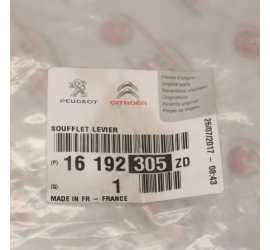 PEUGEOT
CITROËN
SOUFFLET LEVIER
(P) 16 192 305 ZD
(Q) 1
MADE IN FR - FRANCE
26/07/2017 - 08:43